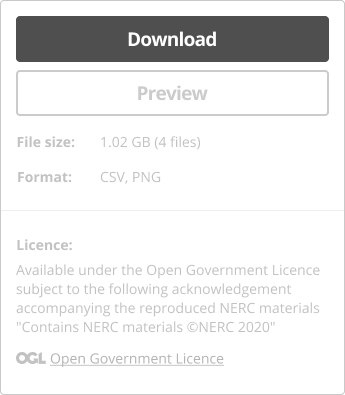 Download
Preview
File size: 1.02 GB (4 files)
Format: CSV, PNG
Licence:
Available under the Open Government Licence
subject to the following acknowledgement
accompanying the reproduced NERC materials
"Contains NERC materials ©NERC 2020"
OGL Open Government Licence